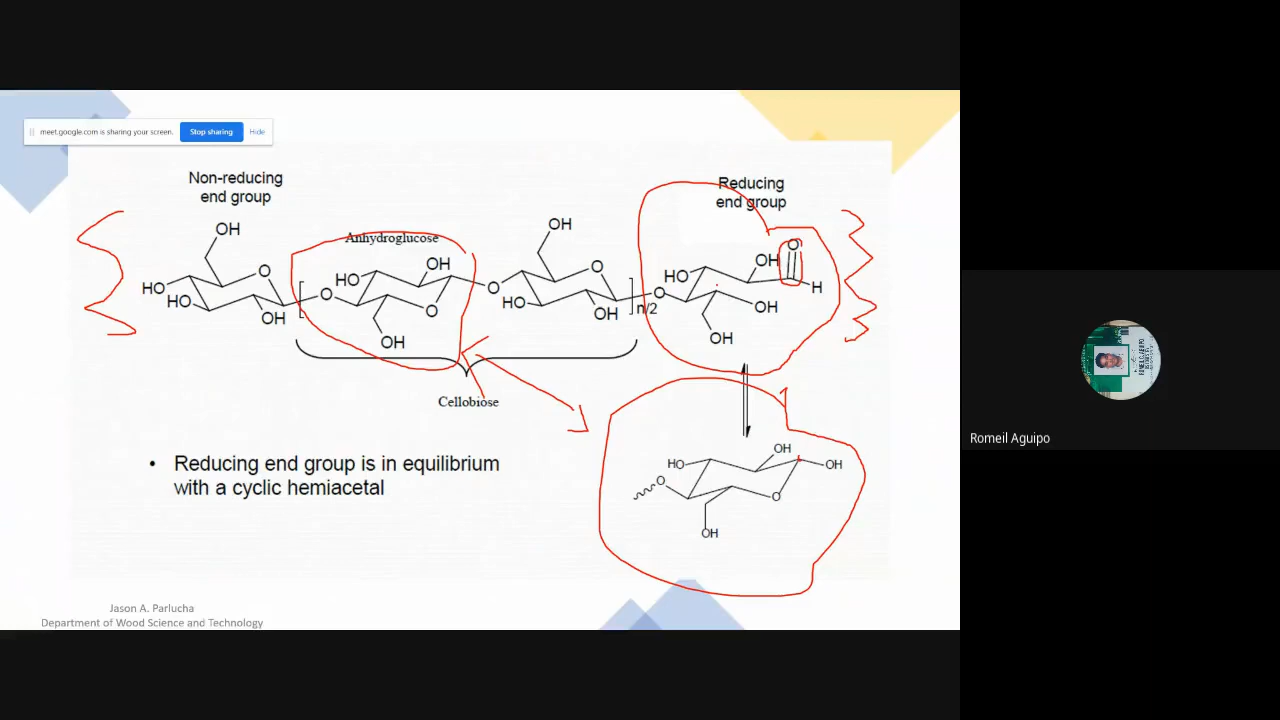 meet.google.com is sharing your screen.
Stop sharing
Hide
Non-reducing
end group
Reducing
end group
OH
OH
Anhydroglucose
O
O
HO
OH
OH
HO
O
HO
HO
O
O
OH
O
HO
OH
n/2
O
HO
OH
H
OH
OH
OH
Cellobiose
• Reducing end group is in equilibrium
with a cyclic hemiacetal
OH
HO
OH
O
O
OH
Jason A. Parlucha
Department of Wood Science and Technology
Romeil Aguipo